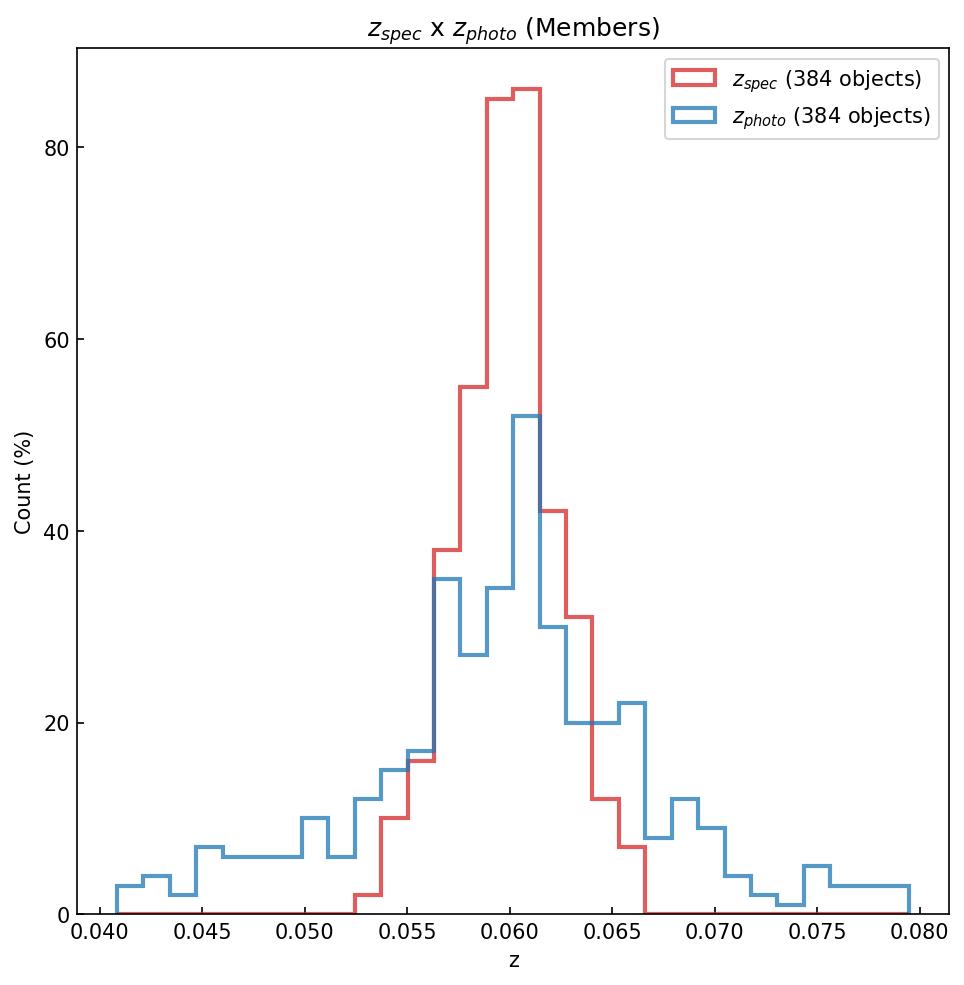 z_spec x z_photo (Members)
z_spec (384 objects)
z_photo (384 objects)
Count (%)
80
60
40
20
0
0.040 0.045 0.050 0.055 0.060 0.065 0.070 0.075 0.080
z